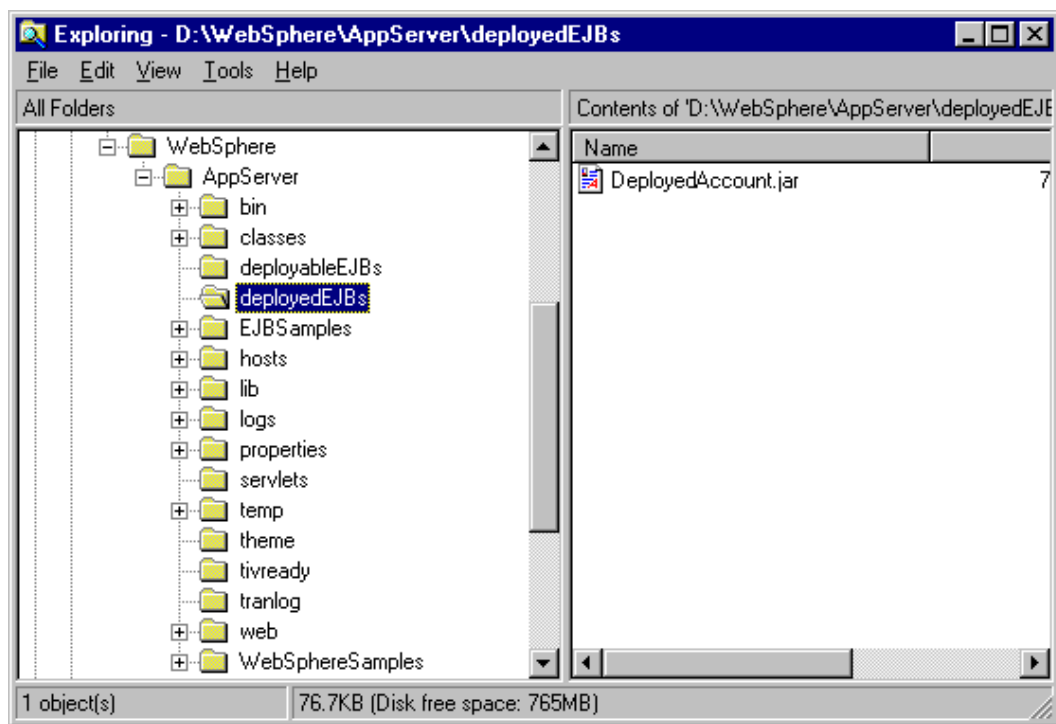 Exploring - D:\WebSphere\AppServer\deployedEJBs
File Edit View Tools Help
All Folders
Contents of 'D:\WebSphere\AppServer\deployedEJE
WebSphere
AppServer
bin
classes
deployableEJBs
deployedEJBs
EJBSamples
hosts
lib
logs
properties
servlets
temp
theme
tivready
tranlog
web
WebSphereSamples
Name
DeployedAccount.jar 7
1 object(s) 76.7KB (Disk free space: 765MB)